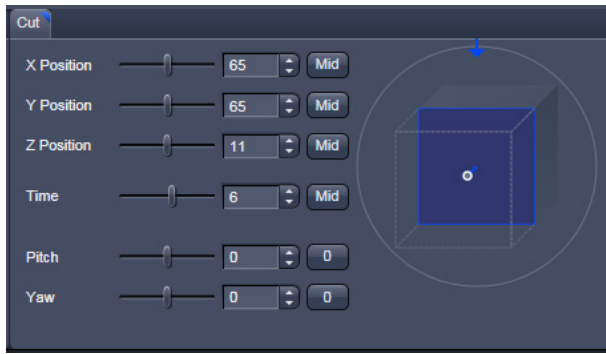 Cut
X Position 65 Mid
Y Position 65 Mid
Z Position 11 Mid
Time 6 Mid
Pitch 0 0
Yaw 0 0